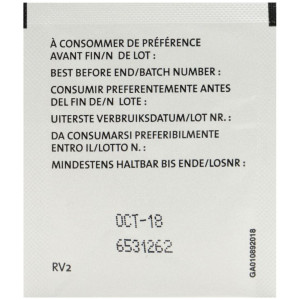 À CONSOMMER DE PRÉFÉRENCE
AVANT FIN/N DE LOT :
BEST BEFORE END/BATCH NUMBER :
CONSUMIR PREFERENTEMENTE ANTES
DEL FIN DE/N LOTE :
UITERSTE VERBRUIKSDATUM/LOT NR. :
DA CONSUMARSI PREFERIBILMENTE
ENTRO IL/LOTTO N. :
MINDESTENS HALTBAR BIS ENDE/LOSNR :
OCT-18
6531262
RV2
GA010892018